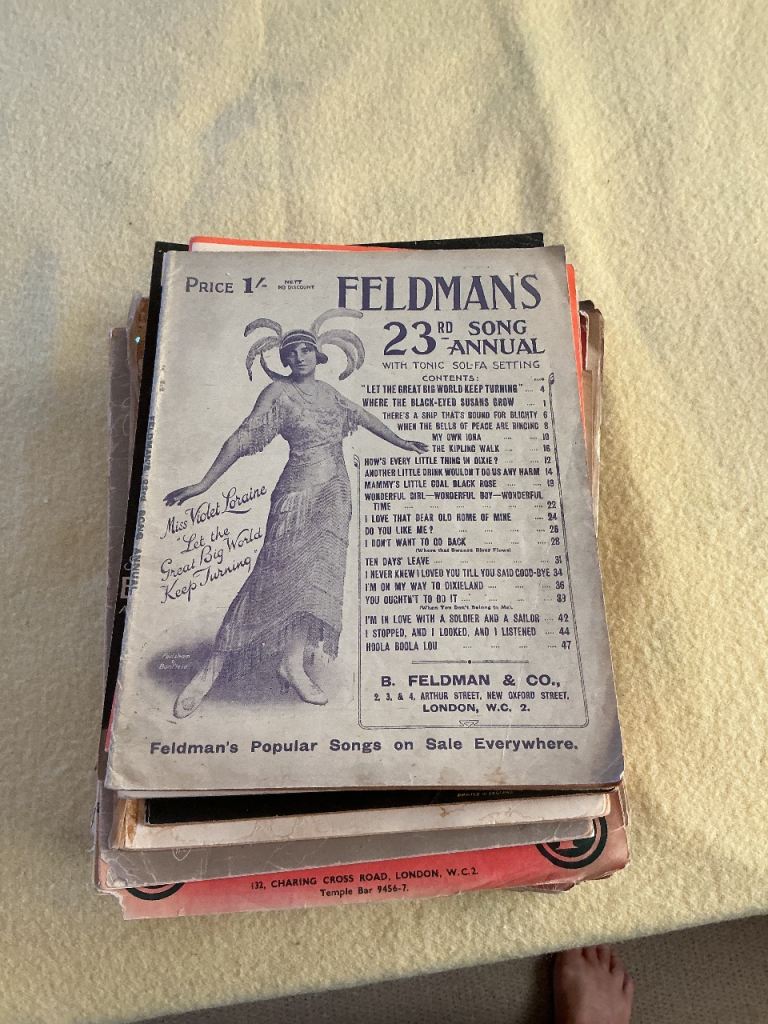 PRICE 1/- NETT
NO DISCOUNT
FELDMAN'S
23RD SONG
ANNUAL
WITH TONIC SOL-FA SETTING
CONTENTS:
"LET THE GREAT BIG WORLD KEEP TURNING" .... 4
WHERE THE BLACK-EYED SUSANS GROW .... 1
THERE'S A SHIP THAT'S BOUND FOR BLIGHTY 6
WHEN THE BELLS OF PEACE ARE RINGING 8
MY OWN IONA .... .... 10
THE KIPLING WALK .... 16
HOW'S EVERY LITTLE THING IN DIXIE? .... 12
ANOTHER LITTLE DRINK WOULDN'T DO US ANY HARM 14
MAMMY'S LITTLE COAL BLACK ROSE .... 19
WONDERFUL GIRL—WONDERFUL BOY—WONDERFUL
TIME .... .... .... .... 22
I LOVE THAT DEAR OLD HOME OF MINE .... 24
DO YOU LIKE ME? .... .... .... 26
I DON'T WANT TO GO BACK .... .... 28
(Where that Swanee River Flows)
TEN DAYS' LEAVE .... .... .... 31
I NEVER KNEW I LOVED YOU TILL YOU SAID GOOD-BYE 34
I'M ON MY WAY TO DIXIELAND .... .... 36
YOU OUGHTN'T TO DO IT .... .... .... 39
(When You Don't Belong to Me).
I'M IN LOVE WITH A SOLDIER AND A SAILOR .... 42
I STOPPED, AND I LOOKED, AND I LISTENED .... 44
HOOLA BOOLA LOU .... .... .... 47
Miss Violet Loraine
"Let the
Great Big World
Keep Turning"
B. FELDMAN & CO.,
2, 3, & 4, ARTHUR STREET, NEW OXFORD STREET,
LONDON, W.C. 2.
Feldman's Popular Songs on Sale Everywhere.
FELDMAN'S 23rd SONG ANNUAL
132, CHARING CROSS ROAD, LONDON, W.C.2.
Temple Bar 9456-7.